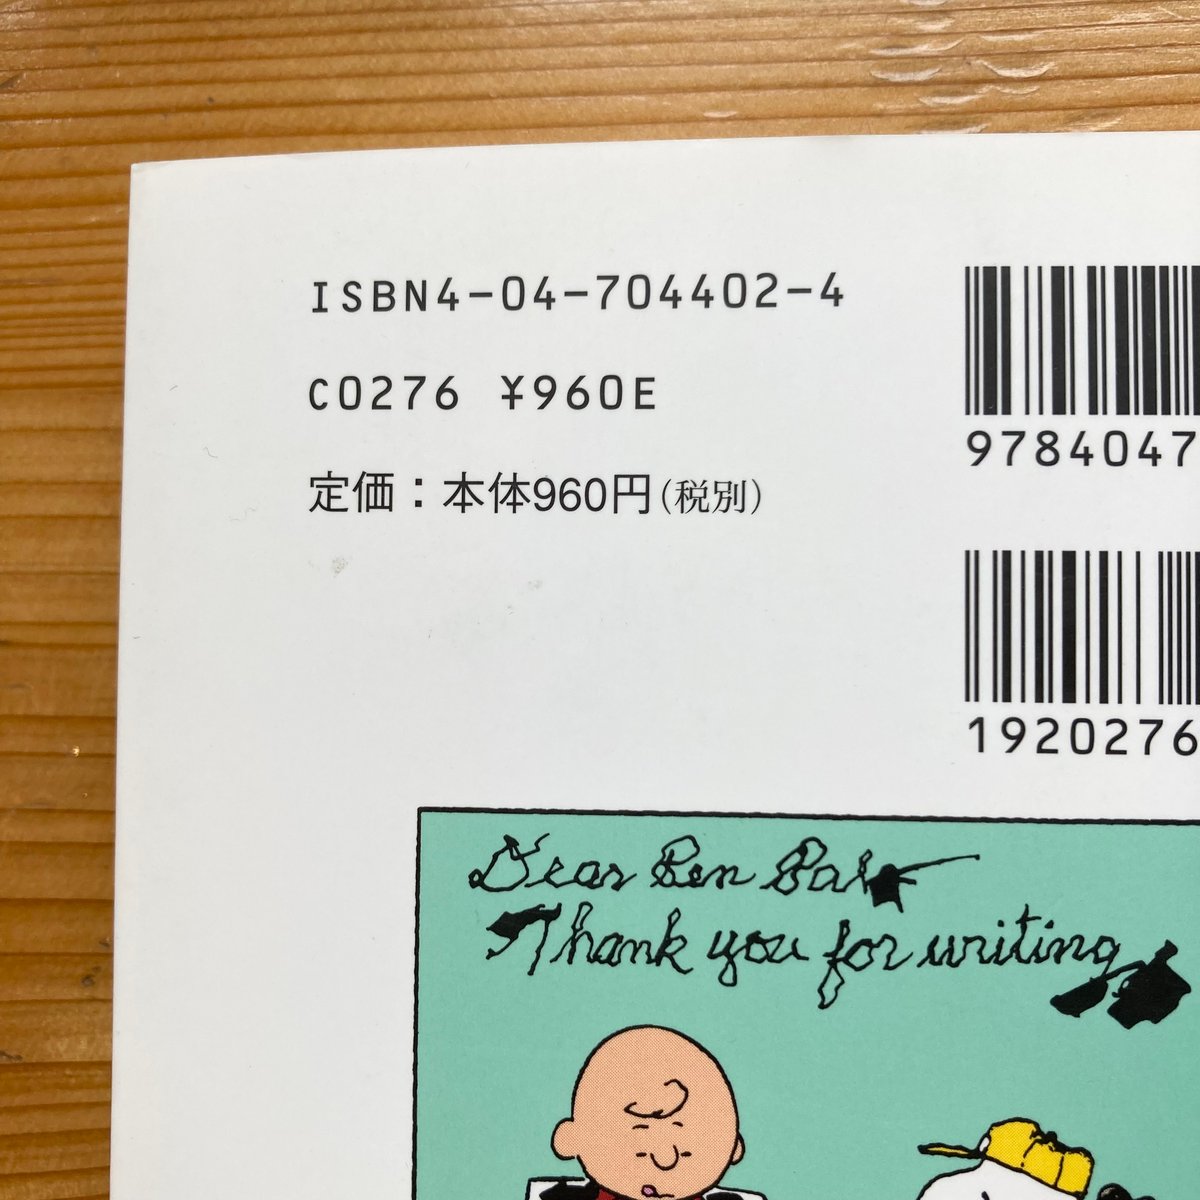 ISBN4-04-704402-4
C0276 ¥960E
定価：本体960円(税別)
9784047
1920276
Dear Pen Pal
Thank you for writing